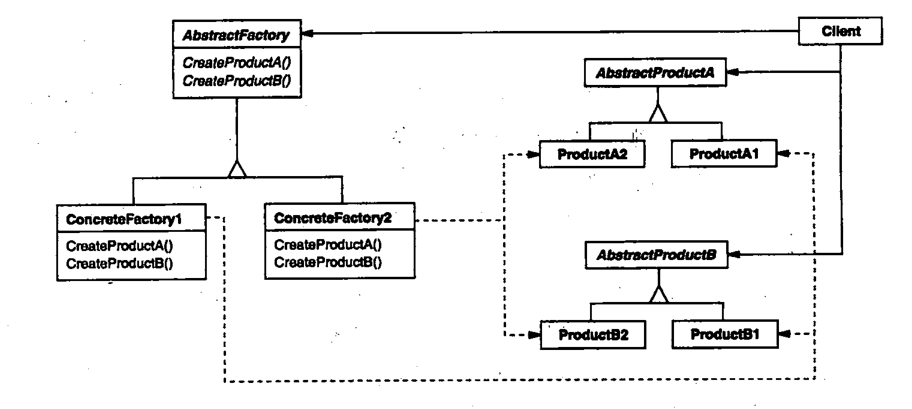 AbstractFactory
CreateProductA()
CreateProductB()
Client
AbstractProductA
ProductA2
ProductA1
ConcreteFactory1
CreateProductA()
CreateProductB()
ConcreteFactory2
CreateProductA()
CreateProductB()
AbstractProductB
ProductB2
ProductB1